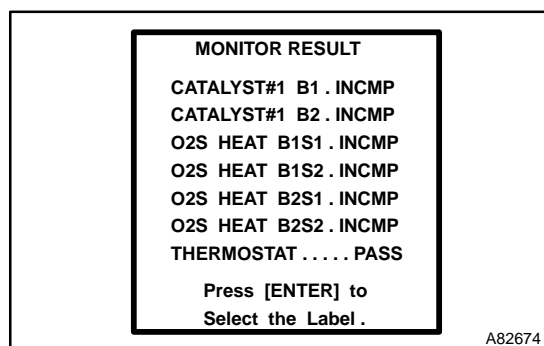 MONITOR RESULT
CATALYST#1 B1 . INCMP
CATALYST#1 B2 . INCMP
O2S HEAT B1S1 . INCMP
O2S HEAT B1S2 . INCMP
O2S HEAT B2S1 . INCMP
O2S HEAT B2S2 . INCMP
THERMOSTAT . . . . . PASS
Press [ENTER] to
Select the Label .
A82674